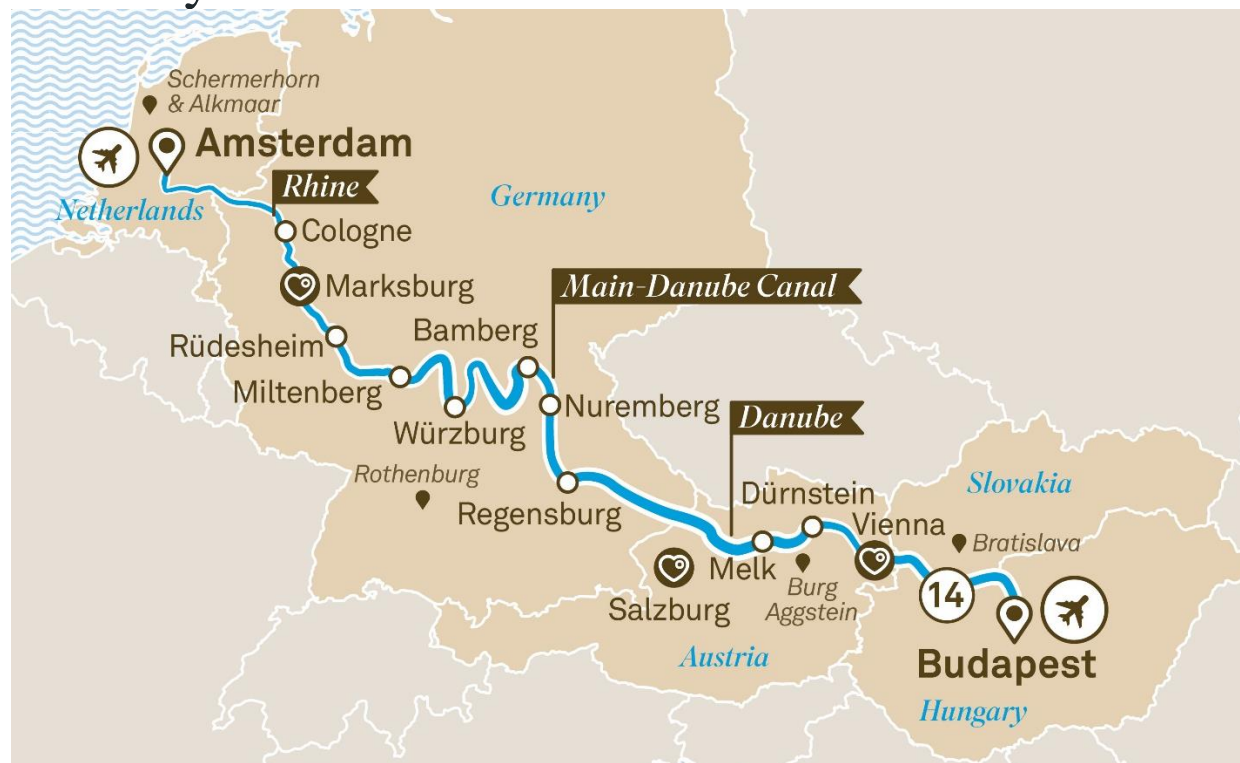 Schermerhorn
& Alkmaar
Amsterdam
Netherlands
Rhine
Germany
Cologne
Marksburg
Main-Danube Canal
Bamberg
Rüdesheim
Miltenberg
Würzburg
Nuremberg
Danube
Rothenburg
Regensburg
Dürnstein
Slovakia
Vienna
Bratislava
Melk
Burg
Aggstein
14
Salzburg
Austria
Budapest
Hungary